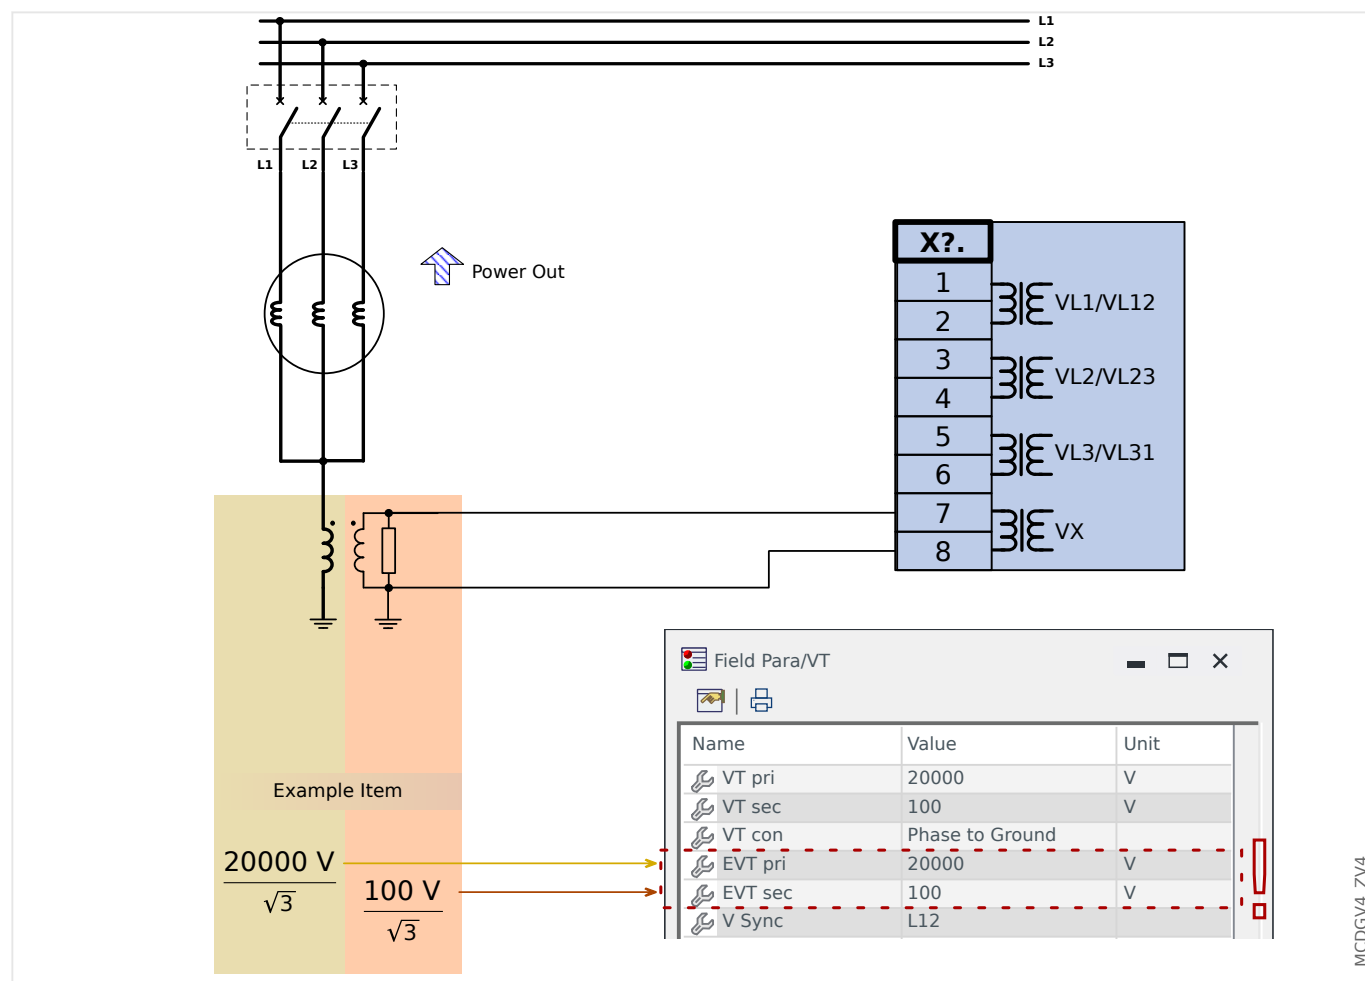 L1
L2
L3
L1 L2 L3
Power Out
X?.
1
2
VL1/VL12
3
4
VL2/VL23
5
6
VL3/VL31
7
8
VX
Field Para/VT
Name Value Unit
VT pri 20000 V
VT sec 100 V
VT con Phase to Ground
EVT pri 20000 V
EVT sec 100 V
V Sync L12
Example Item
20000 V
√3
100 V
√3
MCDGV4_ZV4